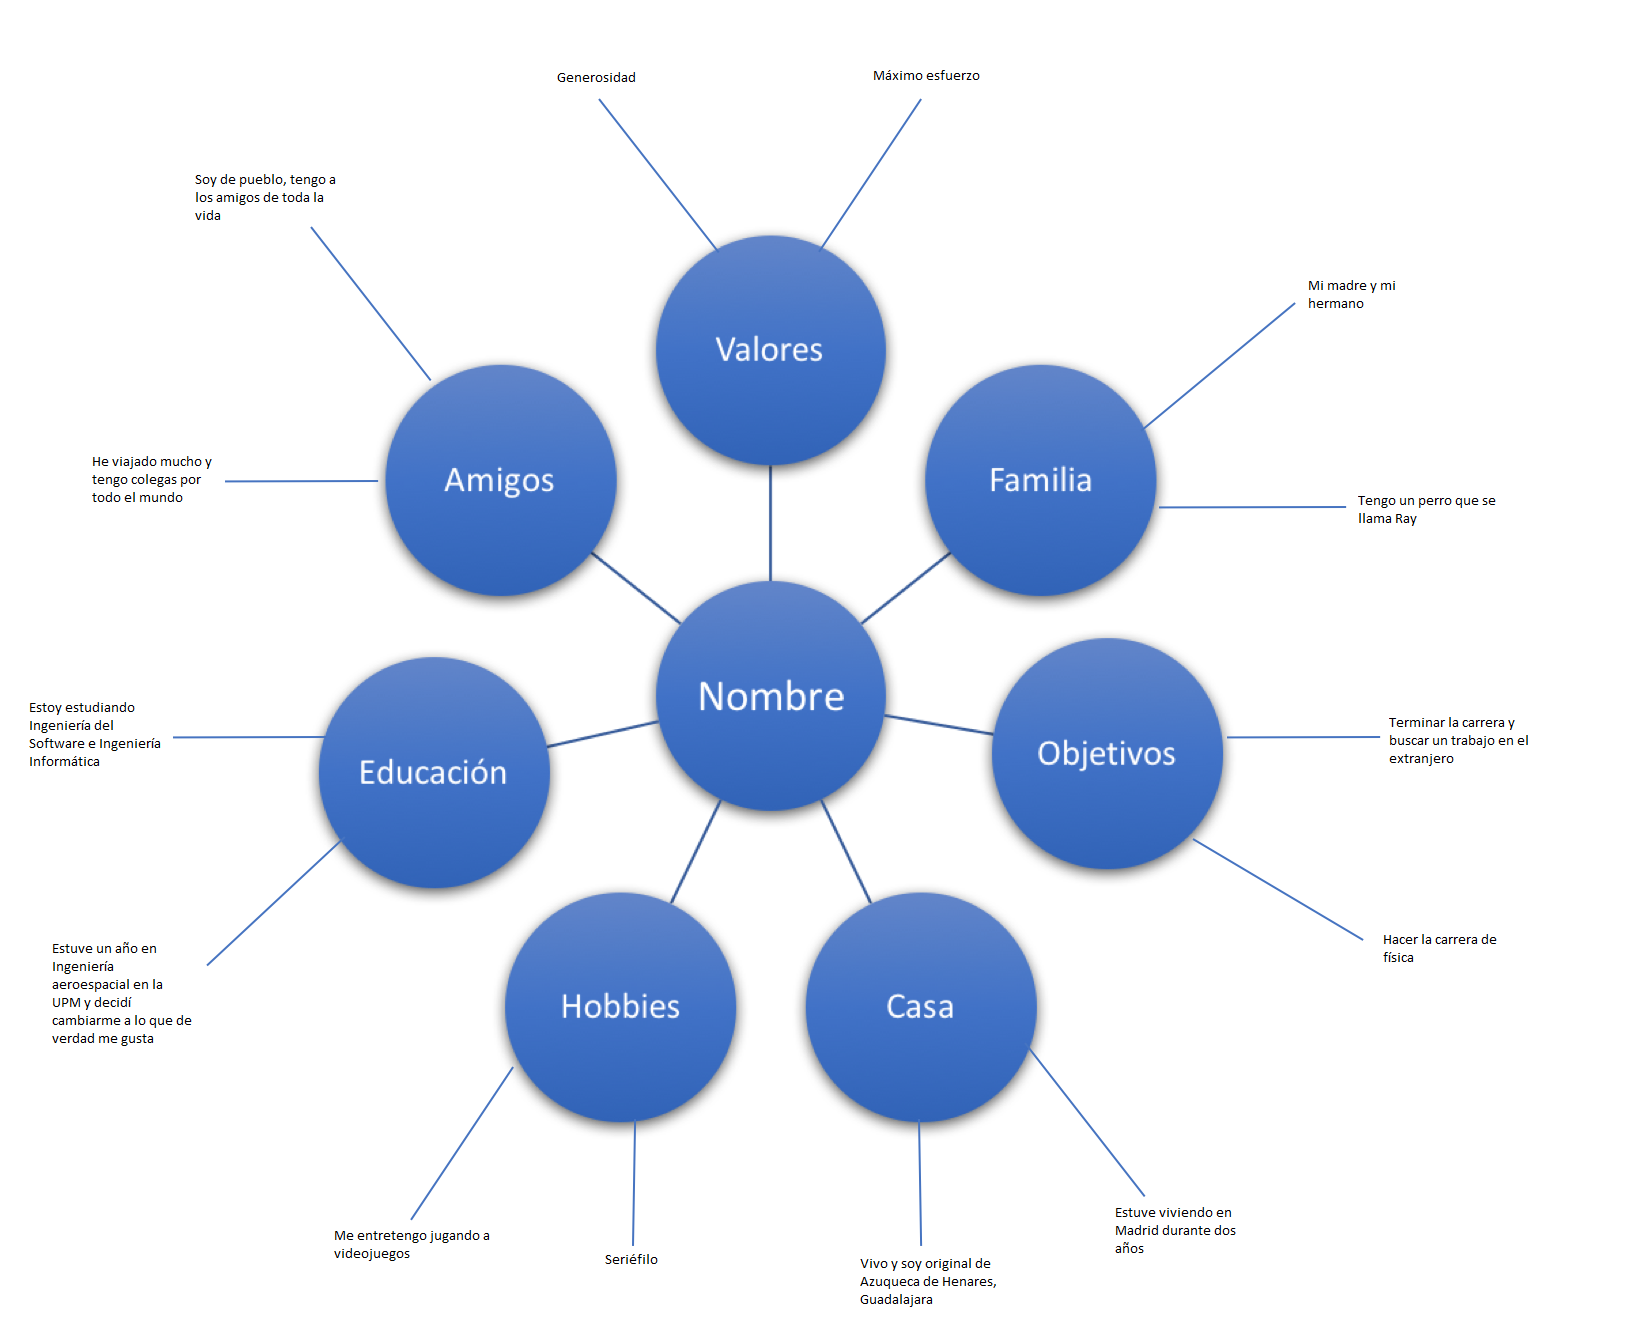 Generosidad
Máximo esfuerzo
Soy de pueblo, tengo a
los amigos de toda la
vida
Mi madre y mi
hermano
Valores
Amigos
Familia
He viajado mucho y
tengo colegas por
todo el mundo
Tengo un perro que se
llama Ray
Nombre
Estoy estudiando
Ingeniería del
Software e Ingeniería
Informática
Educación
Objetivos
Terminar la carrera y
buscar un trabajo en el
extranjero
Estuve un año en
Ingeniería
aeroespacial en la
UPM y decidí
cambiarme a lo que de
verdad me gusta
Hacer la carrera de
física
Hobbies
Casa
Me entretengo jugando a
videojuegos
Seriéfilo
Vivo y soy original de
Azuqueca de Henares,
Guadalajara
Estuve viviendo en
Madrid durante dos
años